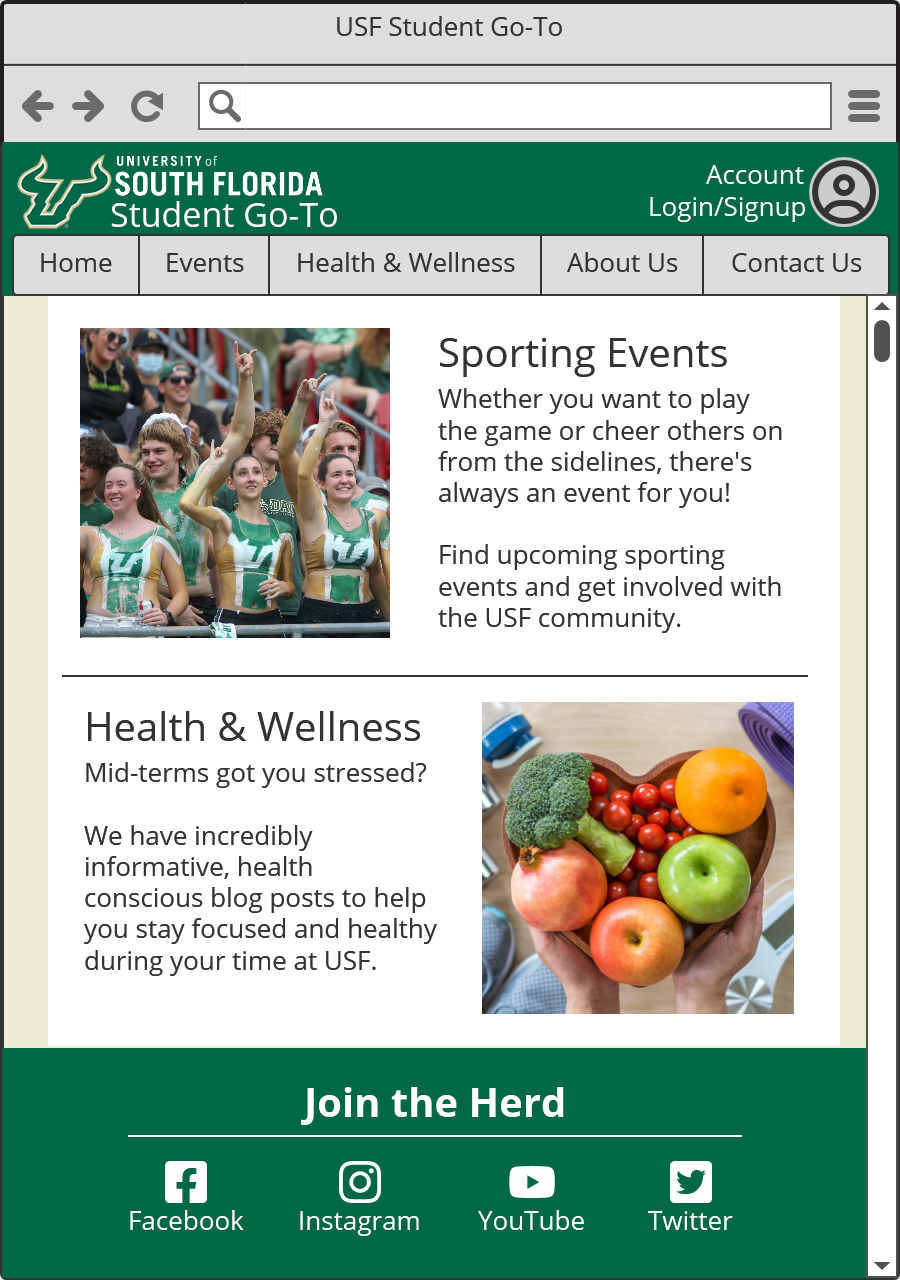 USF Student Go-To
UNIVERSITY of
SOUTH FLORIDA
Student Go-To
Account
Login/Signup
Home
Events
Health & Wellness
About Us
Contact Us
Sporting Events
Whether you want to play
the game or cheer others on
from the sidelines, there's
always an event for you!
Find upcoming sporting
events and get involved with
the USF community.
Health & Wellness
Mid-terms got you stressed?
We have incredibly
informative, health
conscious blog posts to help
you stay focused and healthy
during your time at USF.
Join the Herd
Facebook
Instagram
YouTube
Twitter